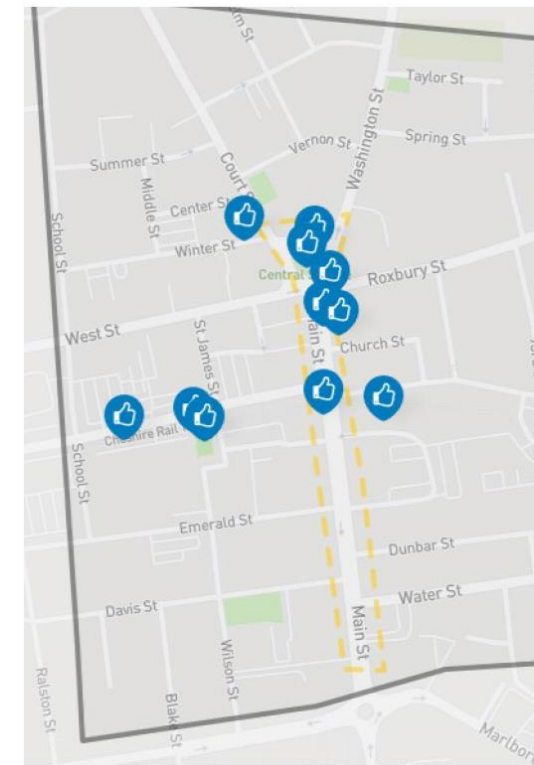 Taylor St
Washington St
Spring St
Vernon St
Summer St
Court S
Middle St
Center St
School St
Winter St
Central
Roxbury St
West St
St James St
Main St
Church St
Cheshire Rail
School St
Emerald St
Dunbar St
Davis St
Water St
Main St
Wilson St
Ralston St
Blake St
Marlbor